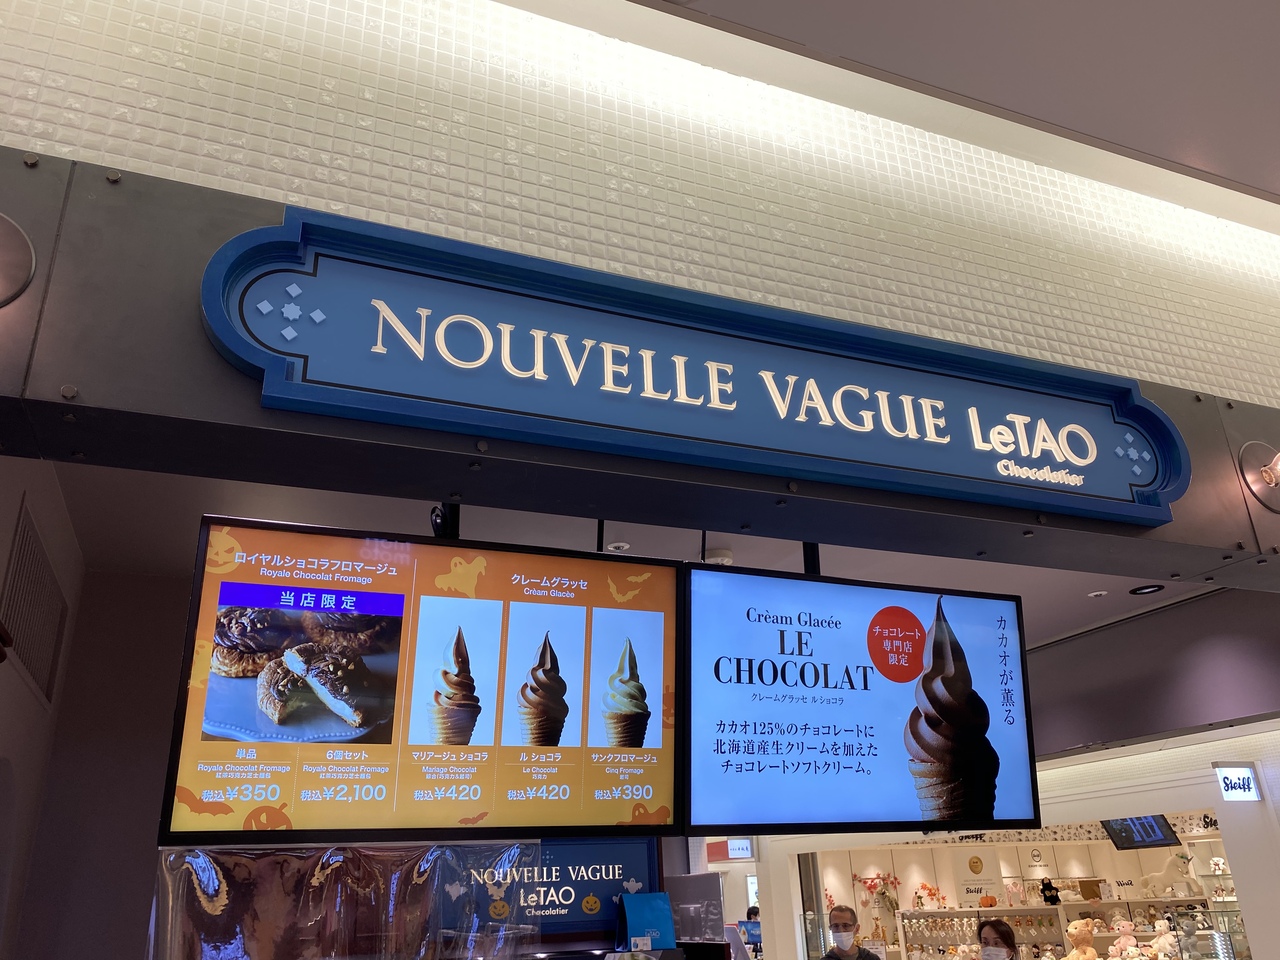 NOUVELLE VAGUE LeTAO
Chocolatier
ロイヤルショコラフロマージュ
Royale Chocolat Fromage
当店限定
単品
Royale Chocolat Fromage
税込¥350
6個セット
Royale Chocolat Fromage
税込¥2,100
クレームグラッセ
Crèam Glacèe
マリアージュ ショコラ
Mariage Chocolat
税込¥420
ル ショコラ
Le Chocolat
巧克力
税込¥420
サンクフロマージュ
Cinq Fromage
税込¥390
Crèam Glacée
LE
CHOCOLAT
クレームグラッセ ル ショコラ
チョコレート
専門店
限定
カカオが薫る
カカオ125%のチョコレートに
北海道産生クリームを加えた
チョコレートソフトクリーム。
Steiff
NOUVELLE VAGUE
LeTAO
Chocolatier
LeTAO
Steiff